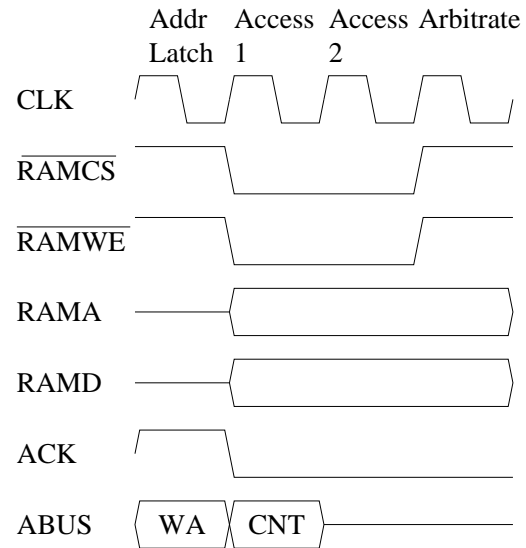 Addr Access Access Arbitrate
Latch 1 2
CLK
RAMCS
RAMWE
RAMA
RAMD
ACK
ABUS WA CNT